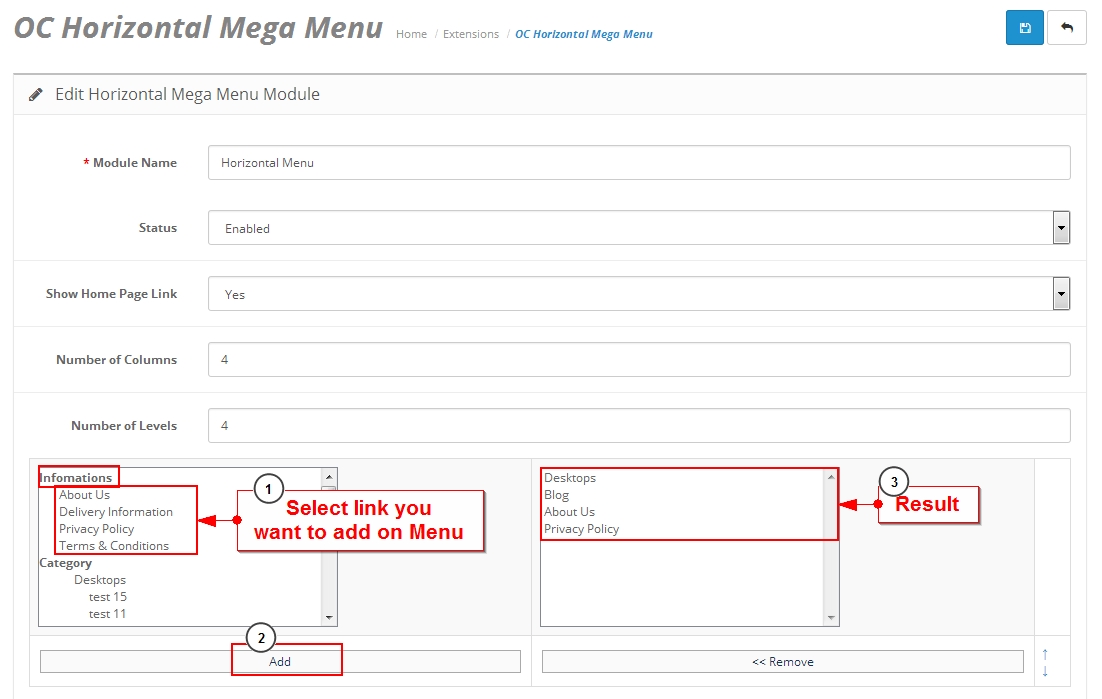 OC Horizontal Mega Menu
Home / Extensions / OC Horizontal Mega Menu
Edit Horizontal Mega Menu Module
* Module Name
Horizontal Menu
Status
Enabled
Show Home Page Link
Yes
Number of Columns
4
Number of Levels
4
Infomations
About Us
Delivery Information
Privacy Policy
Terms & Conditions
Category
Desktops
test 15
test 11
1
Select link you
want to add on Menu
Desktops
Blog
About Us
Privacy Policy
3
Result
2
Add
<< Remove
↑
↓